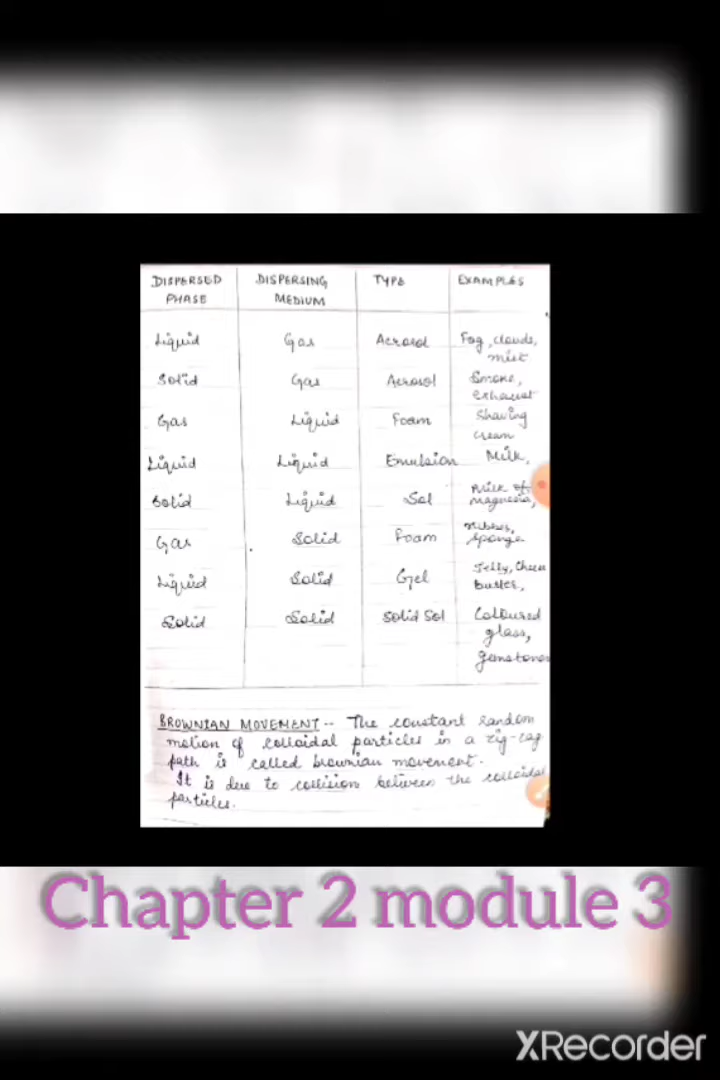 DISPERSED PHASE DISPERSING MEDIUM TYPE EXAMPLES
Liquid Gas Aerosol Fog, clouds, mist
Solid Gas Aerosol Smoke, exhaust
Gas Liquid Foam Shaving cream
Liquid Liquid Emulsion Milk,
Solid Liquid Sol Milk of magnesia,
Gas Solid Foam sponge
Liquid Solid Gel Jelly, butter,
Solid Solid Solid Sol Coloured glass, gemstones
BROWNIAN MOVEMENT -- The constant random
motion of colloidal particles in a zig-zag
path is called brownian movement.
It is due to collision between the colloidal
particles.
Chapter 2 module 3
XRecorder